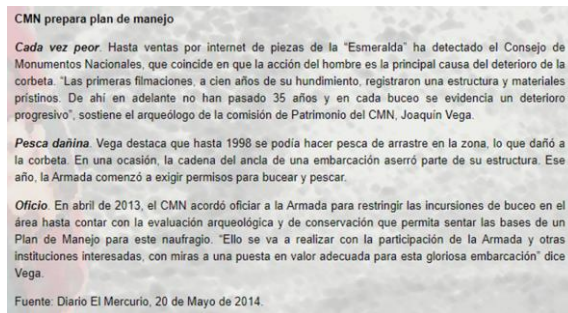 CMN prepara plan de manejo
Cada vez peor. Hasta ventas por internet de piezas de la “Esmeralda” ha detectado el Consejo de
Monumentos Nacionales, que coincide en que la acción del hombre es la principal causa del deterioro de la
corbeta. “Las primeras filmaciones, a cien años de su hundimiento, registraron una estructura y materiales
prístinos. De ahí en adelante no han pasado 35 años y en cada buceo se evidencia un deterioro
progresivo”, sostiene el arqueólogo de la comisión de Patrimonio del CMN, Joaquín Vega.
Pesca dañina. Vega destaca que hasta 1998 se podía hacer pesca de arrastre en la zona, lo que dañó a
la corbeta. En una ocasión, la cadena del ancla de una embarcación aserró parte de su estructura. Ese
año, la Armada comenzó a exigir permisos para bucear y pescar.
Oficio. En abril de 2013, el CMN acordó oficiar a la Armada para restringir las incursiones de buceo en el
área hasta contar con la evaluación arqueológica y de conservación que permita sentar las bases de un
Plan de Manejo para este naufragio. “Ello se va a realizar con la participación de la Armada y otras
instituciones interesadas, con miras a una puesta en valor adecuada para esta gloriosa embarcación” dice
Vega.
Fuente: Diario El Mercurio, 20 de Mayo de 2014.